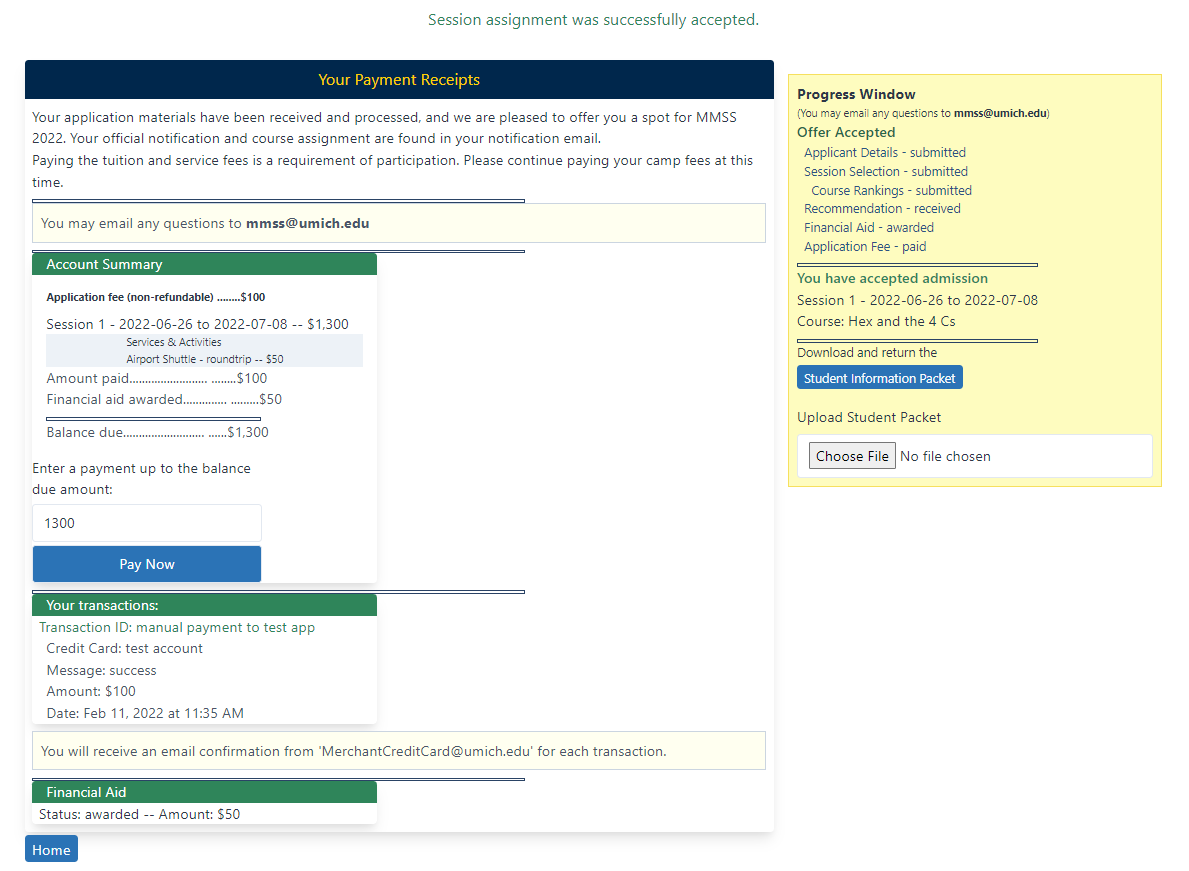 Session assignment was successfully accepted.
Your Payment Receipts
Your application materials have been received and processed, and we are pleased to offer you a spot for MMSS
2022. Your official notification and course assignment are found in your notification email.
Paying the tuition and service fees is a requirement of participation. Please continue paying your camp fees at this
time.
You may email any questions to mmss@umich.edu
Account Summary
Application fee (non-refundable) ........$100
Session 1 - 2022-06-26 to 2022-07-08 -- $1,300
Services & Activities
Airport Shuttle - roundtrip -- $50
Amount paid......................... ........$100
Financial aid awarded.............. .........$50
Balance due.......................... ......$1,300
Enter a payment up to the balance
due amount:
1300
Pay Now
Your transactions:
Transaction ID: manual payment to test app
Credit Card: test account
Message: success
Amount: $100
Date: Feb 11, 2022 at 11:35 AM
You will receive an email confirmation from 'MerchantCreditCard@umich.edu' for each transaction.
Financial Aid
Status: awarded -- Amount: $50
Home
Progress Window
(You may email any questions to mmss@umich.edu)
Offer Accepted
Applicant Details - submitted
Session Selection - submitted
Course Rankings - submitted
Recommendation - received
Financial Aid - awarded
Application Fee - paid
You have accepted admission
Session 1 - 2022-06-26 to 2022-07-08
Course: Hex and the 4 Cs
Download and return the
Student Information Packet
Upload Student Packet
Choose File No file chosen